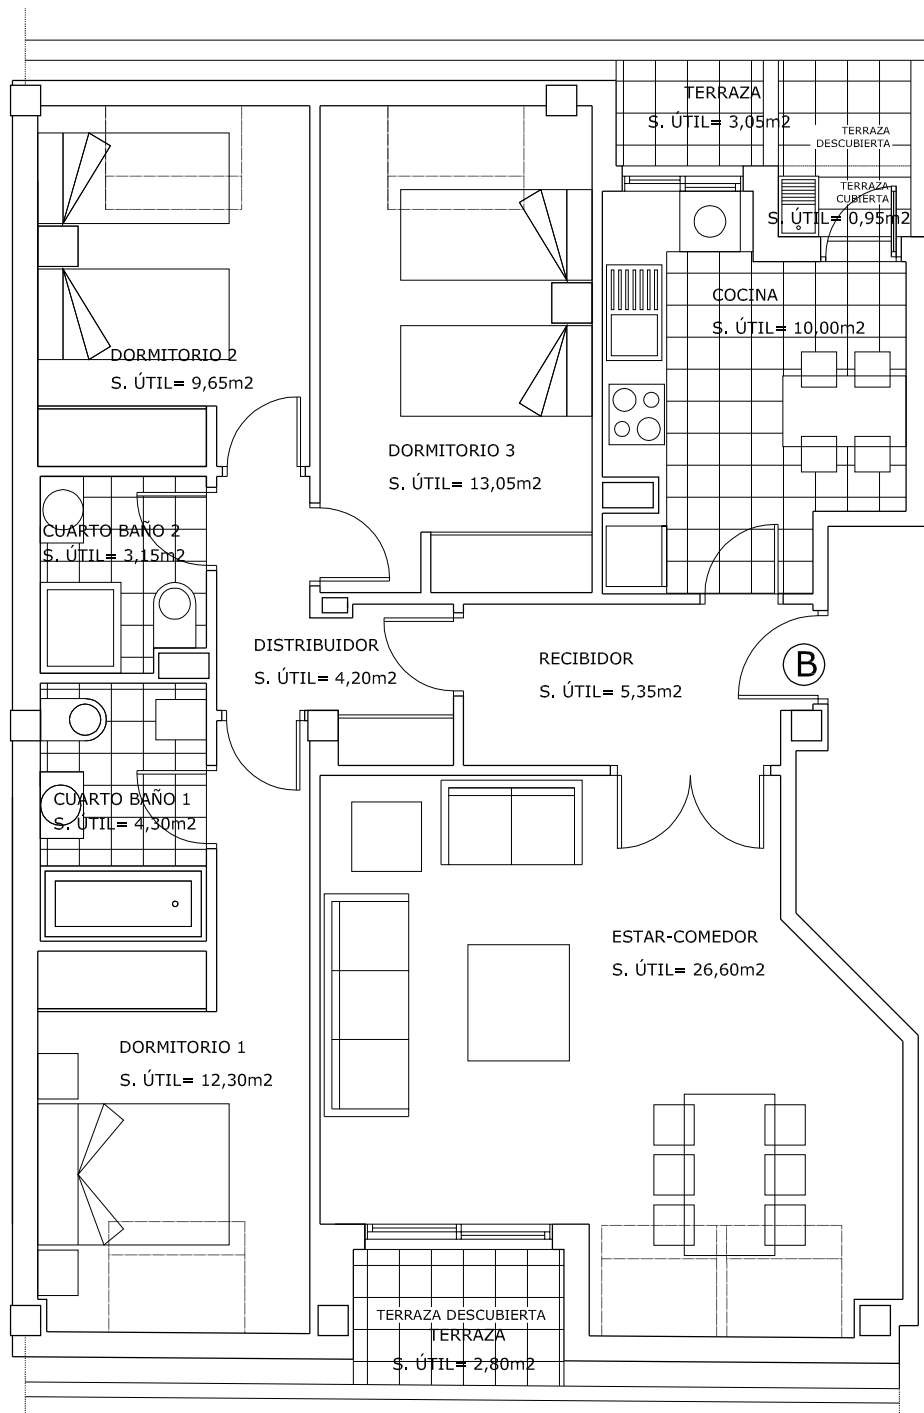 TERRAZA
S. ÚTIL= 3,05m2
TERRAZA
DESCUBIERTA
TERRAZA
CUBIERTA
S. ÚTIL= 0,95m2
COCINA
S. ÚTIL= 10,00m2
DORMITORIO 2
S. ÚTIL= 9,65m2
DORMITORIO 3
S. ÚTIL= 13,05m2
CUARTO BAÑO 2
S. ÚTIL= 3,15m2
DISTRIBUIDOR
S. ÚTIL= 4,20m2
RECIBIDOR
S. ÚTIL= 5,35m2
B
CUARTO BAÑO 1
S. ÚTIL= 4,30m2
ESTAR-COMEDOR
S. ÚTIL= 26,60m2
DORMITORIO 1
S. ÚTIL= 12,30m2
TERRAZA DESCUBIERTA
TERRAZA
S. ÚTIL= 2,80m2